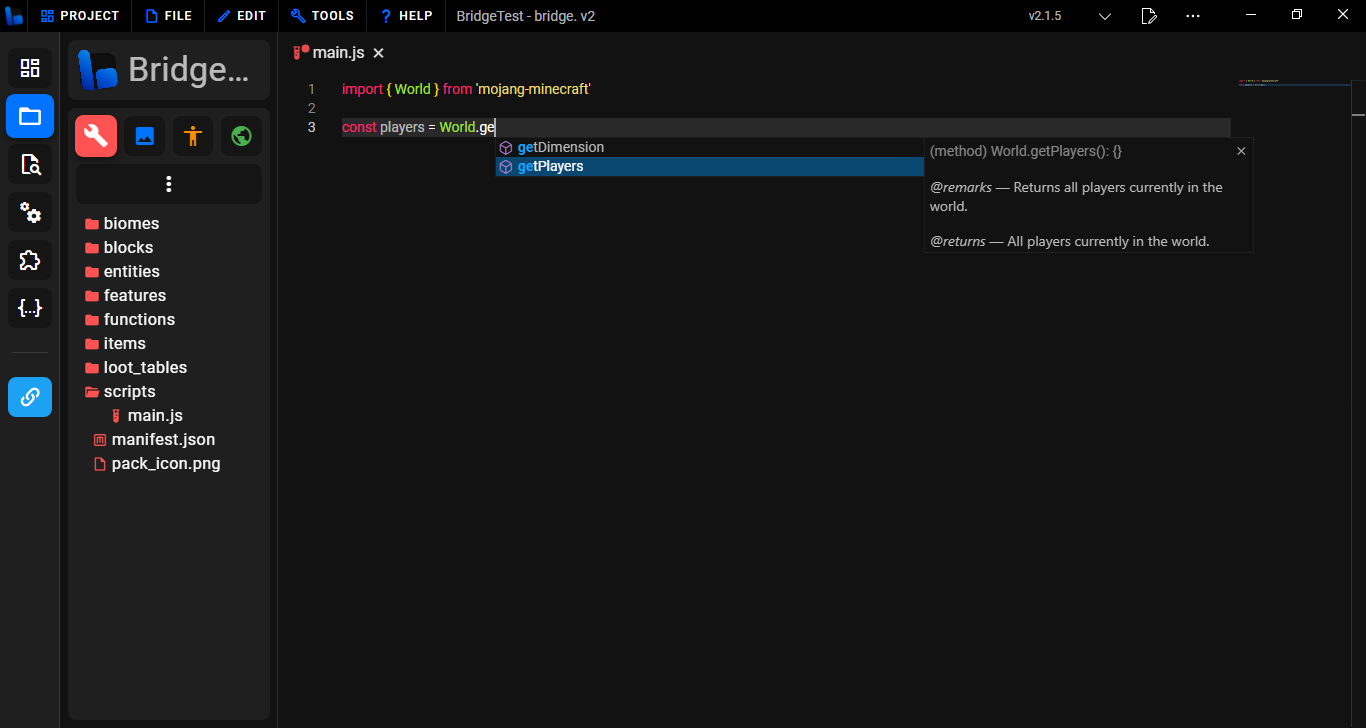 PROJECT FILE EDIT TOOLS ? HELP BridgeTest - bridge. v2 v2.1.5
Bridge...
main.js
1 import { World } from 'mojang-minecraft'
2
3 const players = World.ge
getDimension
getPlayers
(method) World.getPlayers(): {}
@remarks — Returns all players currently in the
world.
@returns — All players currently in the world.
{...}
biomes
blocks
entities
features
functions
items
loot_tables
scripts
main.js
manifest.json
pack_icon.png